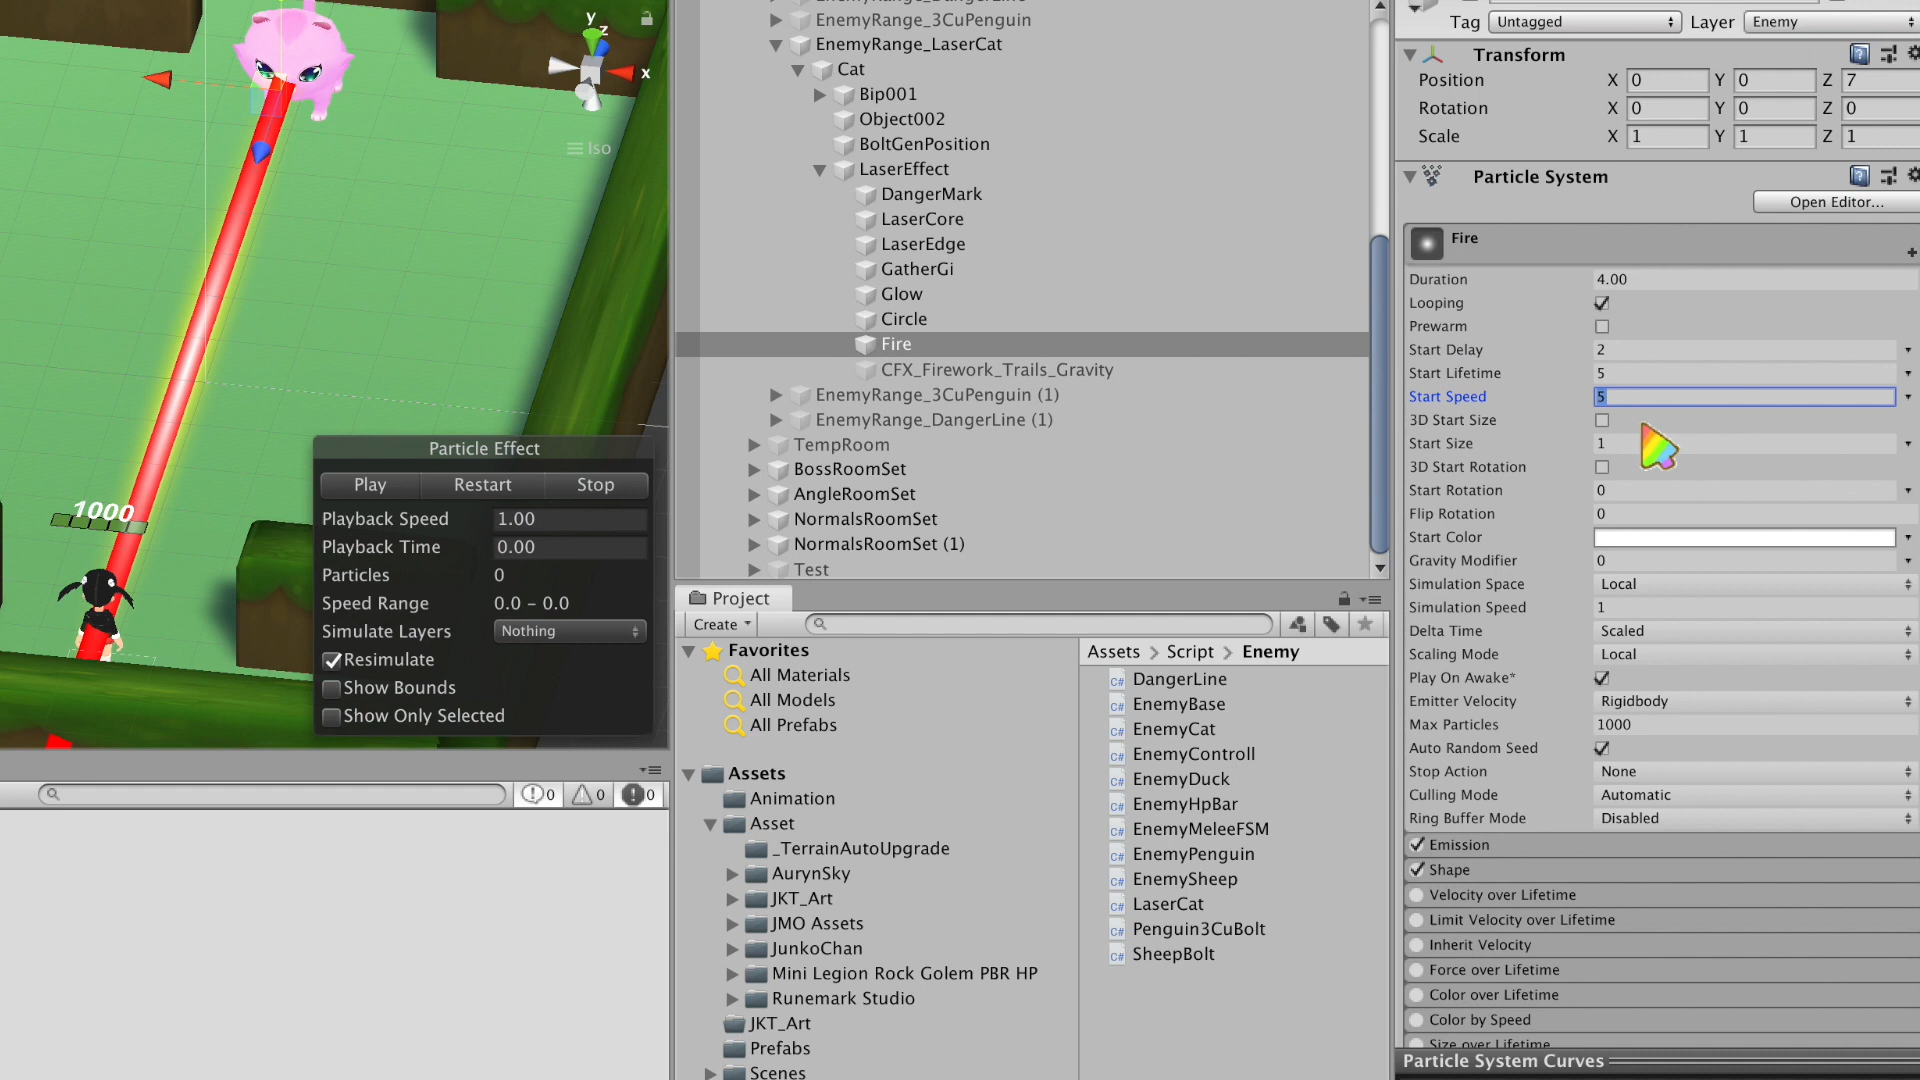 y
z
x
Iso
1000
Particle Effect
Play Restart Stop
Playback Speed 1.00
Playback Time 0.00
Particles 0
Speed Range 0.0 – 0.0
Simulate Layers Nothing
Resimulate
Show Bounds
Show Only Selected
0 0 0
EnemyRange_3CuPenguin
EnemyRange_LaserCat
Cat
Bip001
Object002
BoltGenPosition
LaserEffect
DangerMark
LaserCore
LaserEdge
GatherGi
Glow
Circle
Fire
CFX_Firework_Trails_Gravity
EnemyRange_3CuPenguin (1)
EnemyRange_DangerLine (1)
TempRoom
BossRoomSet
AngleRoomSet
NormalsRoomSet
NormalsRoomSet (1)
Test
Project
Create
Favorites
All Materials
All Models
All Prefabs
Assets
Animation
Asset
_TerrainAutoUpgrade
AurynSky
JKT_Art
JMO Assets
JunkoChan
Mini Legion Rock Golem PBR HP
Runemark Studio
JKT_Art
Prefabs
Scenes
Assets > Script > Enemy
C# DangerLine
C# EnemyBase
C# EnemyCat
C# EnemyControll
C# EnemyDuck
C# EnemyHpBar
C# EnemyMeleeFSM
C# EnemyPenguin
C# EnemySheep
C# LaserCat
C# Penguin3CuBolt
C# SheepBolt
Tag Untagged Layer Enemy
Transform
Position X 0 Y 0 Z 7
Rotation X 0 Y 0 Z 0
Scale X 1 Y 1 Z 1
Particle System
Open Editor...
Fire
Duration 4.00
Looping
Prewarm
Start Delay 2
Start Lifetime 5
Start Speed 5
3D Start Size
Start Size 1
3D Start Rotation
Start Rotation 0
Flip Rotation 0
Start Color
Gravity Modifier 0
Simulation Space Local
Simulation Speed 1
Delta Time Scaled
Scaling Mode Local
Play On Awake*
Emitter Velocity Rigidbody
Max Particles 1000
Auto Random Seed
Stop Action None
Culling Mode Automatic
Ring Buffer Mode Disabled
Emission
Shape
Velocity over Lifetime
Limit Velocity over Lifetime
Inherit Velocity
Force over Lifetime
Color over Lifetime
Color by Speed
Size over Lifetime
Particle System Curves